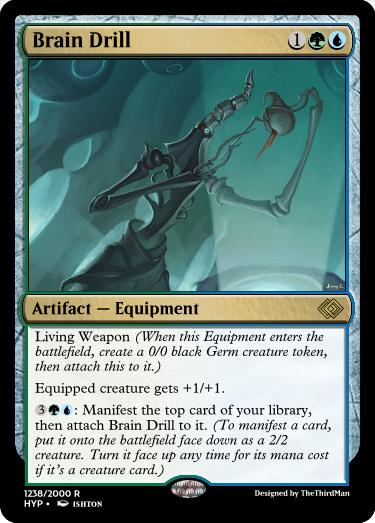 Brain Drill 1
Artifact — Equipment
Living Weapon (When this Equipment enters the
battlefield, create a 0/0 black Germ creature token,
then attach this to it.)
Equipped creature gets +1/+1.
3: Manifest the top card of your library,
then attach Brain Drill to it. (To manifest a card,
put it onto the battlefield face down as a 2/2
creature. Turn it face up any time for its mana cost
if it's a creature card.)
1238/2000 R
HYP • ISHTON
Designed by TheThirdMan